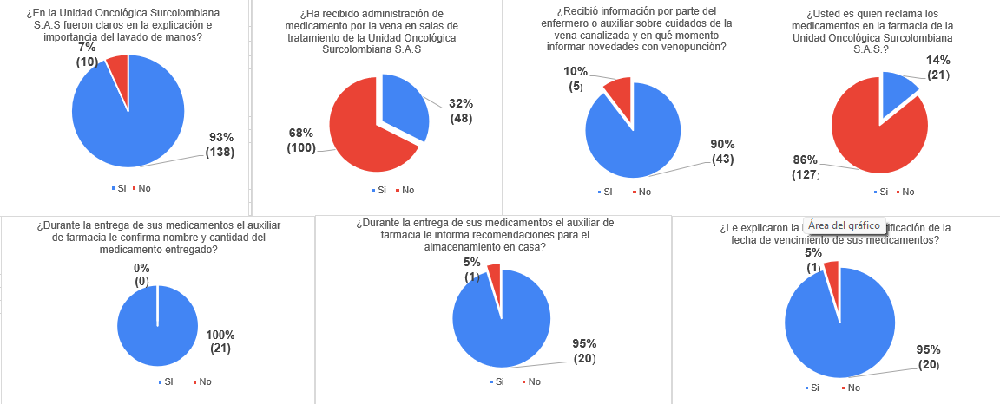 ¿En la Unidad Oncológica Surcolombiana
S.A.S fueron claros en la explicación e
importancia del lavado de manos?
7%
(10)
93%
(138)
SI No
¿Ha recibido administración de
medicamento por la vena en salas de
tratamiento de la Unidad Oncológica
Surcolombiana S.A.S
32%
(48)
68%
(100)
Si No
¿Recibió información por parte del
enfermero o auxiliar sobre cuidados de la
vena canalizada y en qué momento
informar novedades con venopunción?
10%
(5)
90%
(43)
SI No
¿Usted es quien reclama los
medicamentos en la farmacia de la
Unidad Oncológica Surcolombiana
S.A.S.?
14%
(21)
86%
(127)
Si No
¿Durante la entrega de sus medicamentos el auxiliar
de farmacia le confirma nombre y cantidad del
medicamento entregado?
0%
(0)
100%
(21)
SI No
¿Durante la entrega de sus medicamentos el auxiliar de
farmacia le informa recomendaciones para el
almacenamiento en casa?
5%
(1)
95%
(20)
Si No
¿Le explicaron la de la
Área del gráfico
fecha de vencimiento de sus medicamentos?
5%
(1)
95%
(20)
Si No